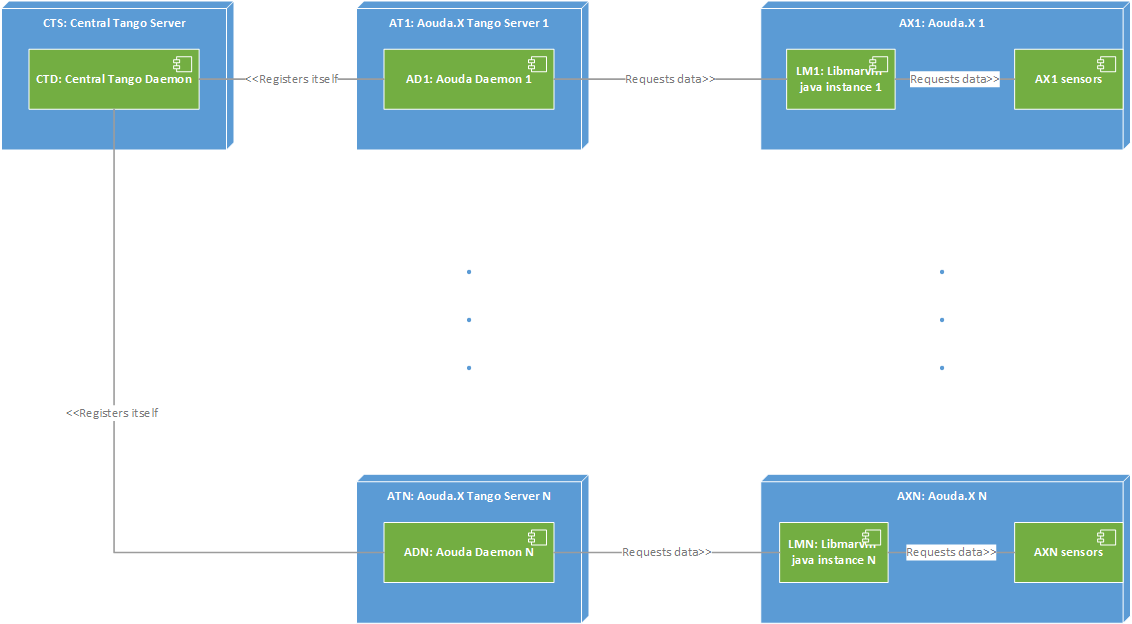 CTS: Central Tango Server
AT1: Aouda.X Tango Server 1
AX1: Aouda.X 1
CTD: Central Tango Daemon
<<Registers itself
AD1: Aouda Daemon 1
Requests data>>
LM1: Libmarvin
java instance 1
Requests data>>
AX1 sensors
<<Registers itself
ATN: Aouda.X Tango Server N
AXN: Aouda.X N
ADN: Aouda Daemon N
Requests data>>
LMN: Libmarvin
java instance N
Requests data>>
AXN sensors